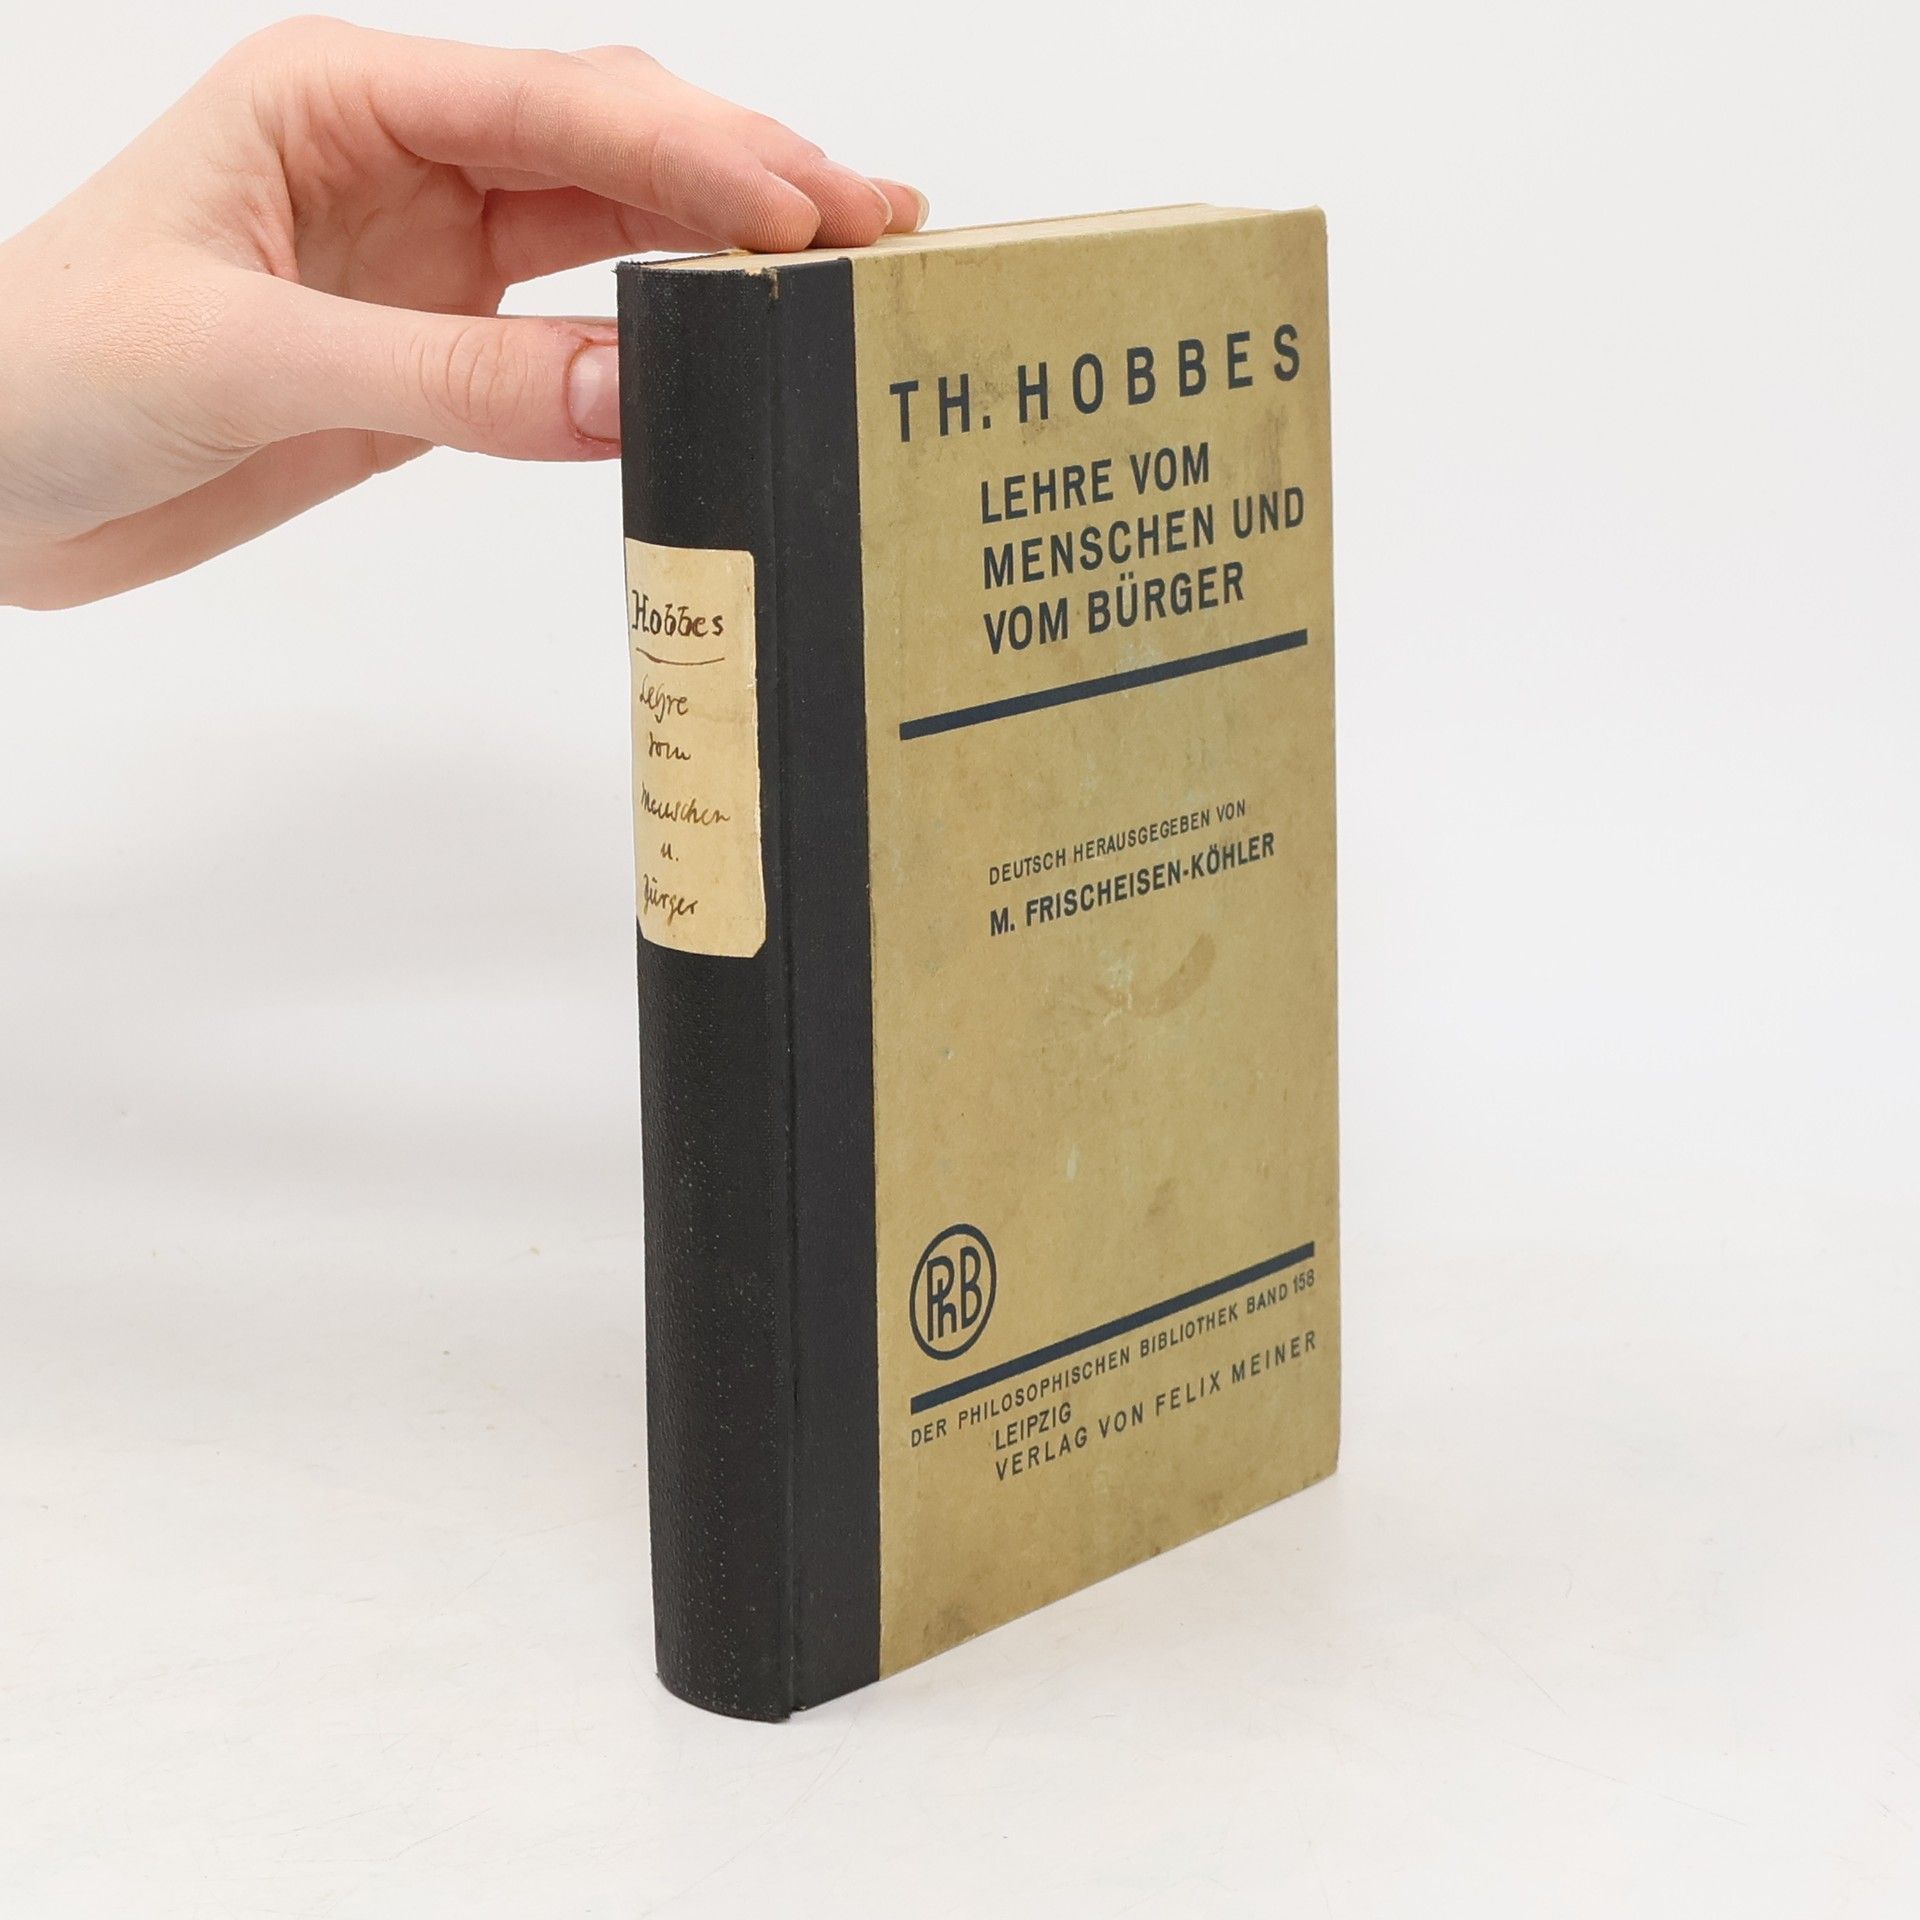 Hobbes
Lehre
vom
Menschen
u.
Bürger
TH. HOBBES
LEHRE VOM
MENSCHEN UND
VOM BÜRGER
DEUTSCH HERAUSGEGEBEN VON
M. FRISCHEISEN-KÖHLER
PhB
DER PHILOSOPHISCHEN BIBLIOTHEK BAND 158
LEIPZIG
VERLAG VON FELIX MEINER